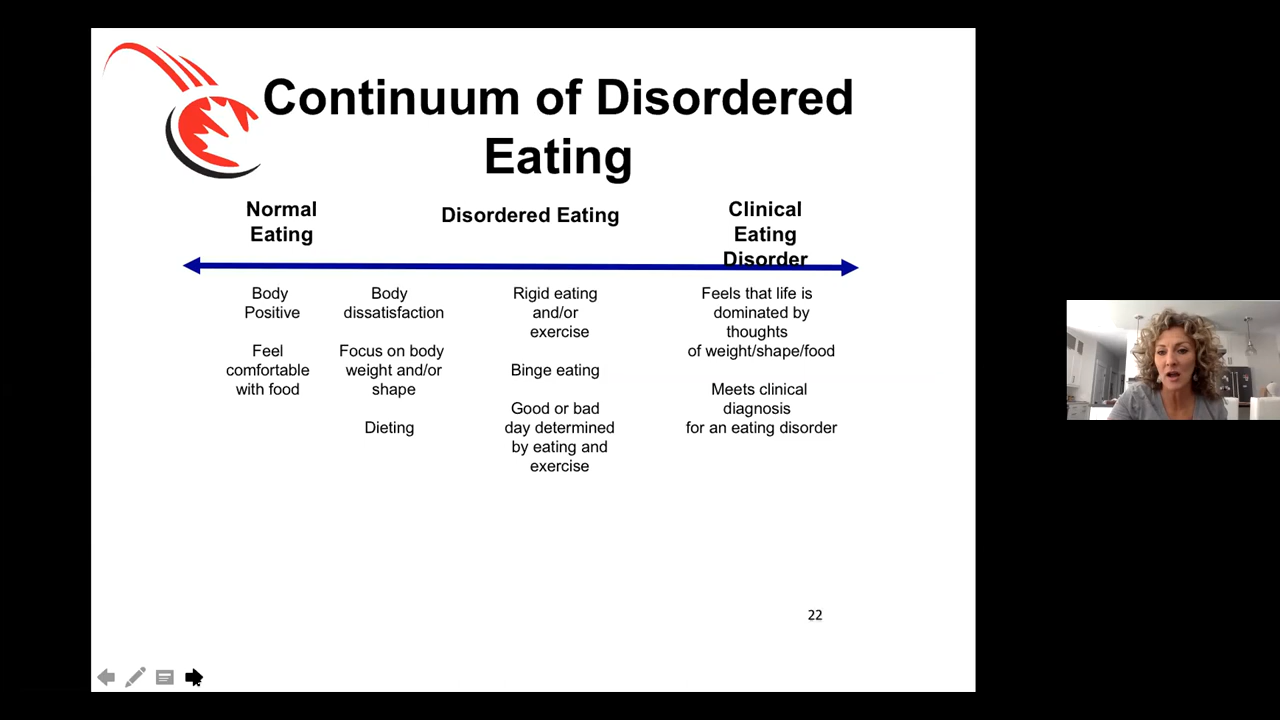 Continuum of Disordered
Eating
Normal
Eating
Disordered Eating
Clinical
Eating
Disorder
Body
Positive
Feel
comfortable
with food
Body
dissatisfaction
Focus on body
weight and/or
shape
Dieting
Rigid eating
and/or
exercise
Binge eating
Good or bad
day determined
by eating and
exercise
Feels that life is
dominated by
thoughts
of weight/shape/food
Meets clinical
diagnosis
for an eating disorder
22